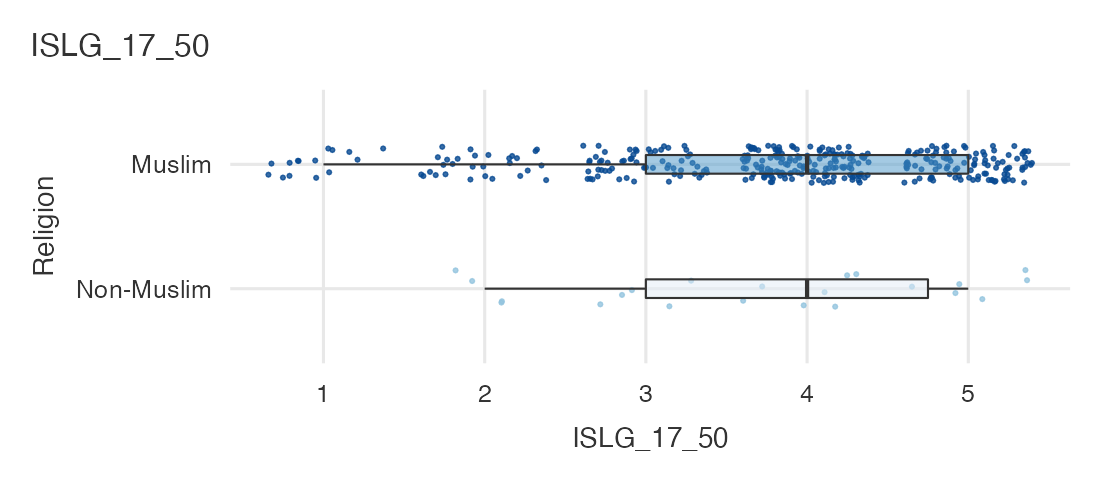 ISLG_17_50
Religion
Muslim
Non-Muslim
1 2 3 4 5
ISLG_17_50